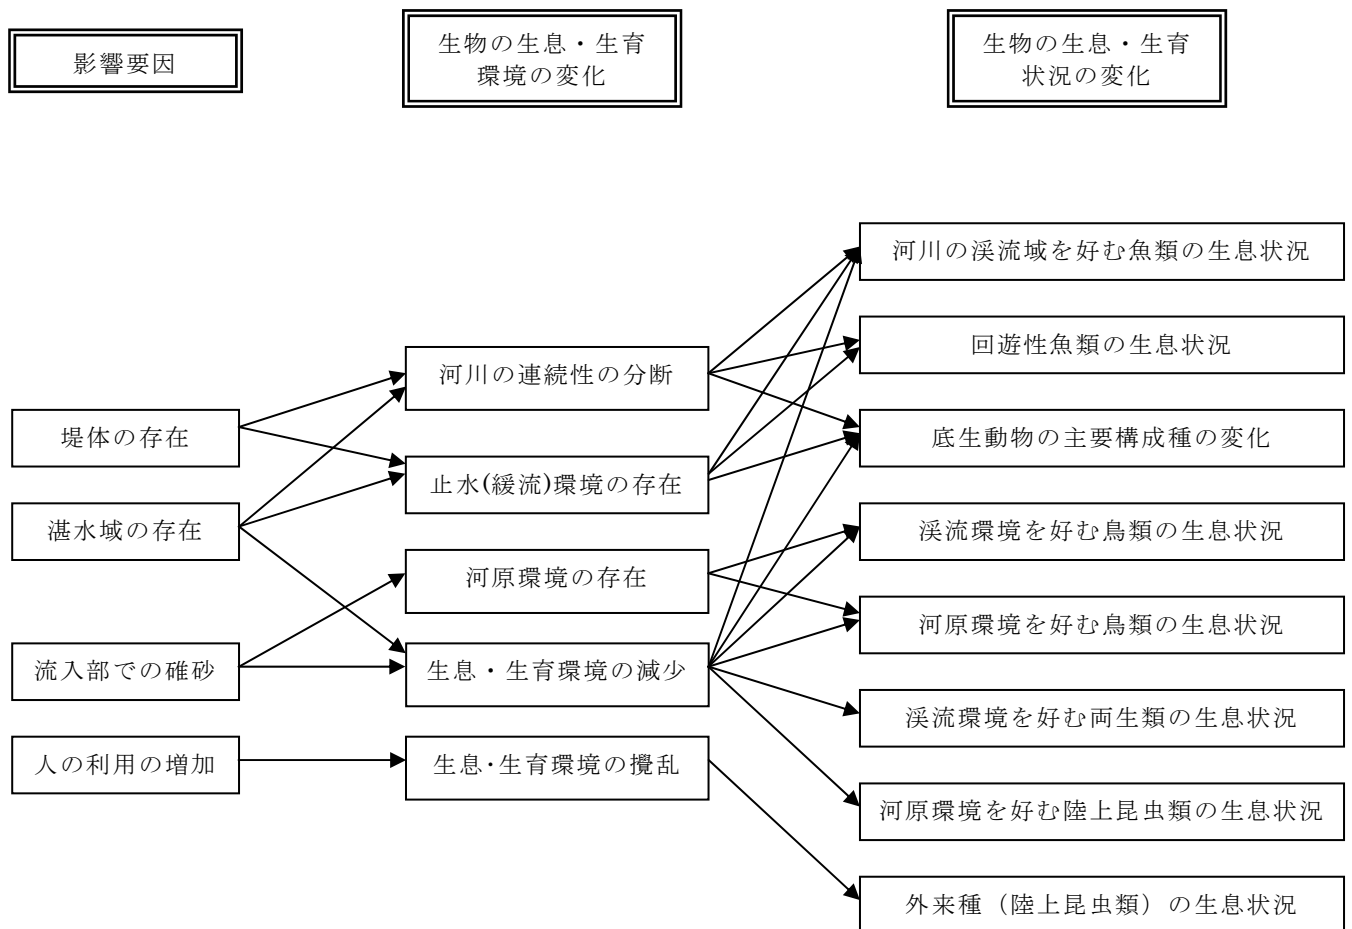 影響要因
生物の生息・生育
環境の変化
生物の生息・生育
状況の変化
堤体の存在
湛水域の存在
流入部での碓砂
人の利用の増加
河川の連続性の分断
止水(緩流)環境の存在
河原環境の存在
生息・生育環境の減少
生息･生育環境の攪乱
河川の渓流域を好む魚類の生息状況
回遊性魚類の生息状況
底生動物の主要構成種の変化
渓流環境を好む鳥類の生息状況
河原環境を好む鳥類の生息状況
渓流環境を好む両生類の生息状況
河原環境を好む陸上昆虫類の生息状況
外来種（陸上昆虫類）の生息状況